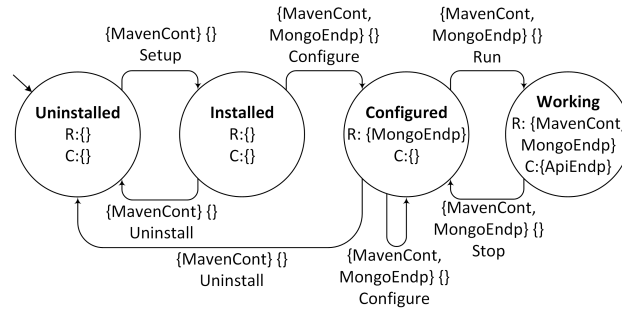 {MavenCont} {}
Setup
{MavenCont,
MongoEndp} {}
Configure
{MavenCont,
MongoEndp} {}
Run
Uninstalled
R:{}
C:{}
Installed
R:{}
C:{}
Configured
R: {MongoEndp}
C:{}
Working
R: {MavenCont,
MongoEndp}
C:{ApiEndp}
{MavenCont} {}
Uninstall
{MavenCont} {}
Uninstall
{MavenCont,
MongoEndp} {}
Configure
{MavenCont,
MongoEndp} {}
Stop